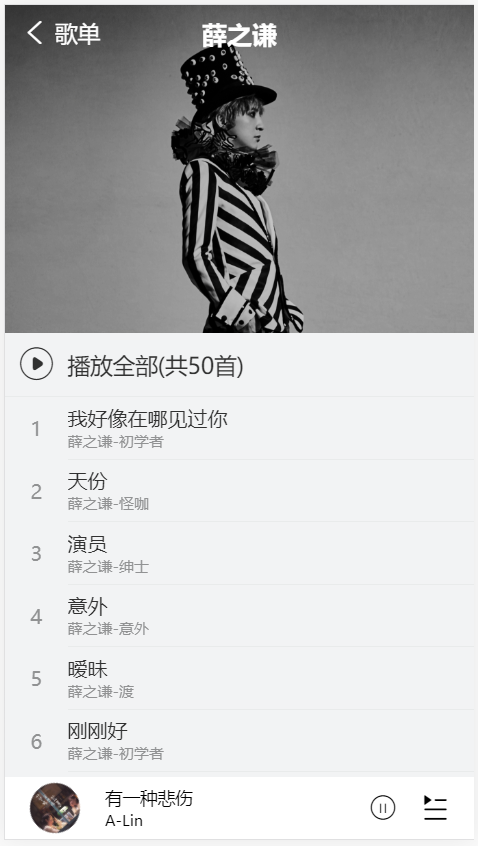 歌单
薛之谦
播放全部(共50首)
1
我好像在哪见过你
薛之谦-初学者
2
天份
薛之谦-怪咖
3
演员
薛之谦-绅士
4
意外
薛之谦-意外
5
暧昧
薛之谦-渡
6
刚刚好
薛之谦-初学者
有一种悲伤
A-Lin